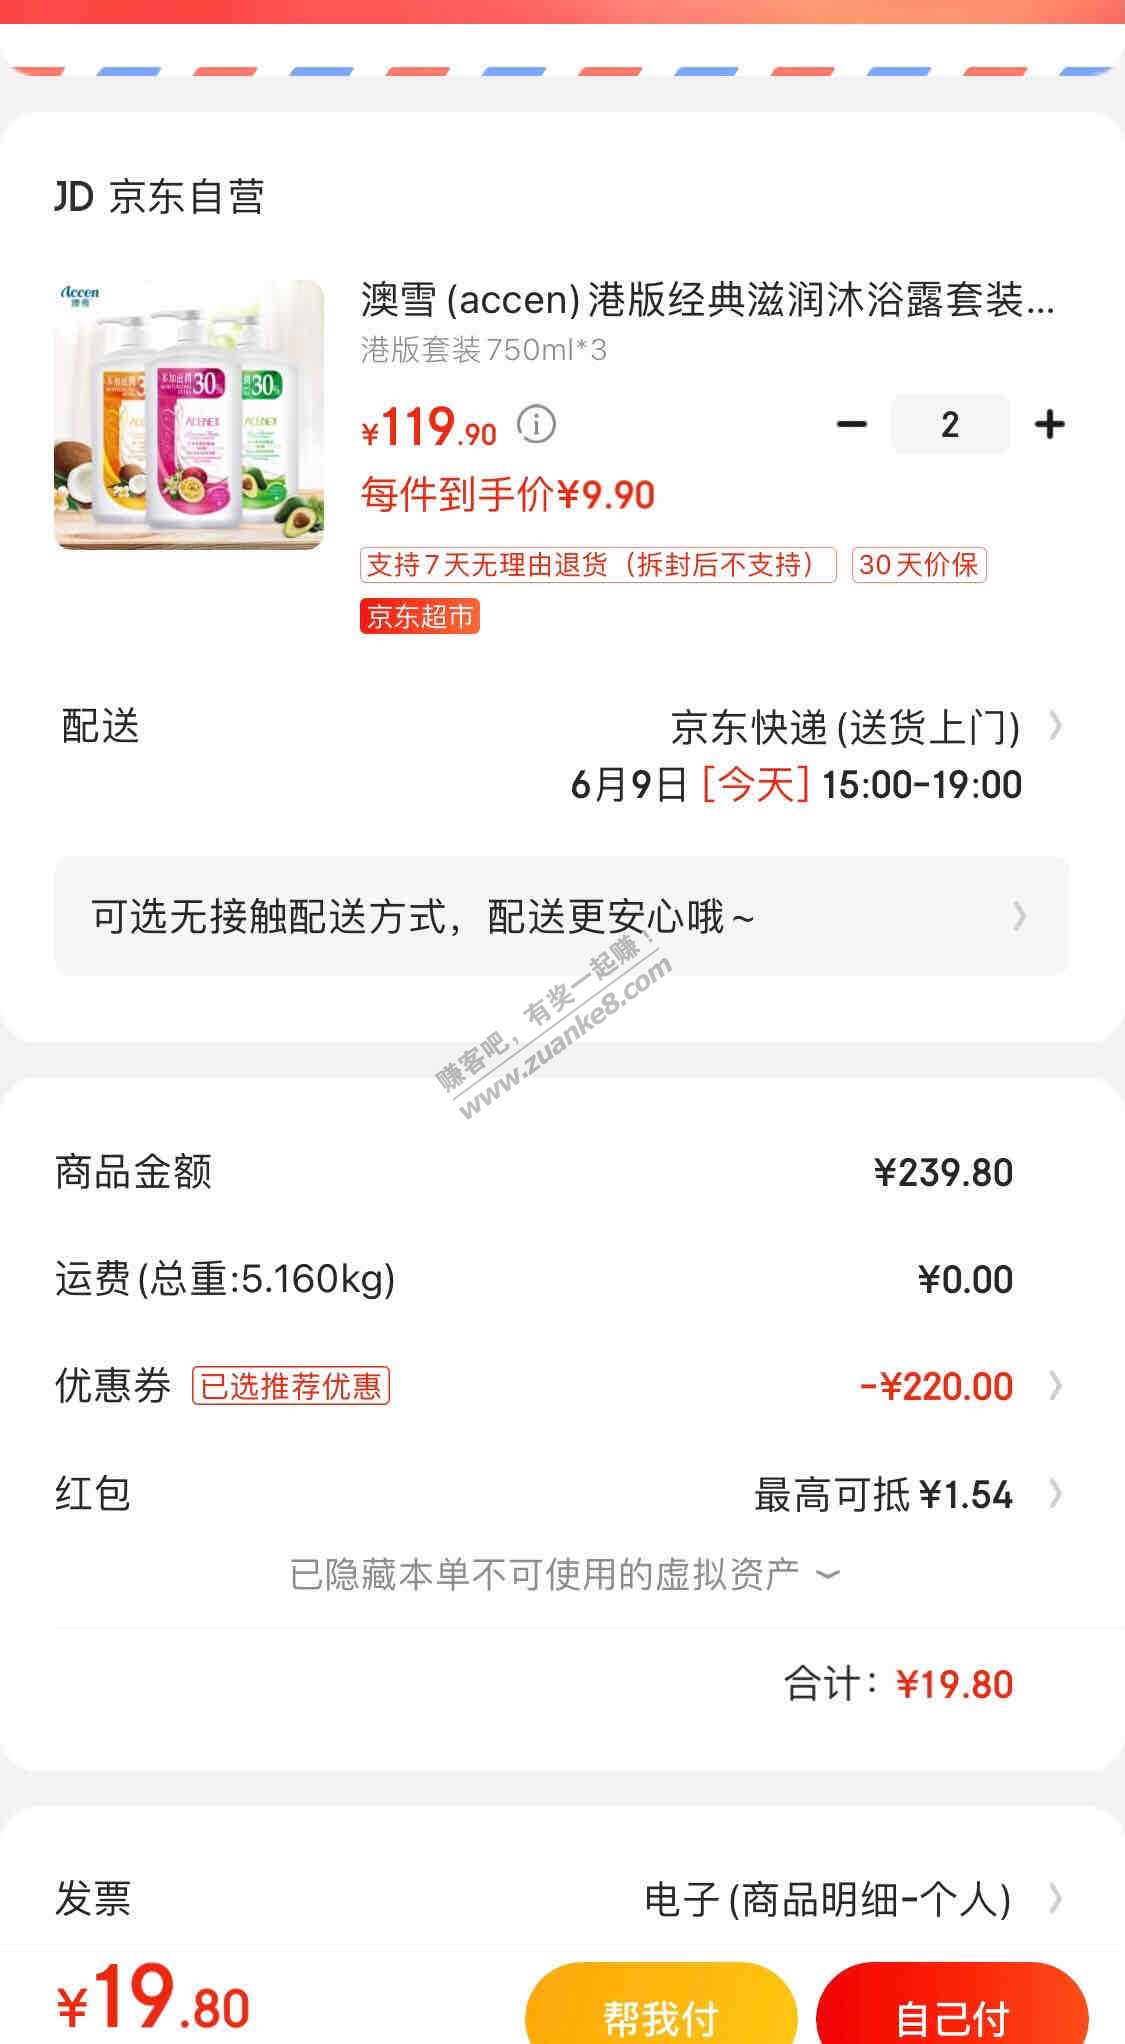 JD 京东自营
Accen
澳雪(accen)港版经典滋润沐浴露套装...
港版套装750ml*3
30%
30%
¥119.90
2
每件到手价¥9.90
支持7天无理由退货（拆封后不支持）
30天价保
京东超市
配送
京东快递(送货上门)
6月9日[今天]15:00-19:00
可选无接触配送方式，配送更安心哦~
赚客吧，有奖一起赚！
www.zuanke8.com
商品金额
¥239.80
运费(总重:5.160kg)
¥0.00
优惠券 已选推荐优惠
-¥220.00
红包
最高可抵¥1.54
已隐藏本单不可使用的虚拟资产
合计：¥19.80
发票
电子(商品明细-个人)
¥19.80
帮我付
自己付